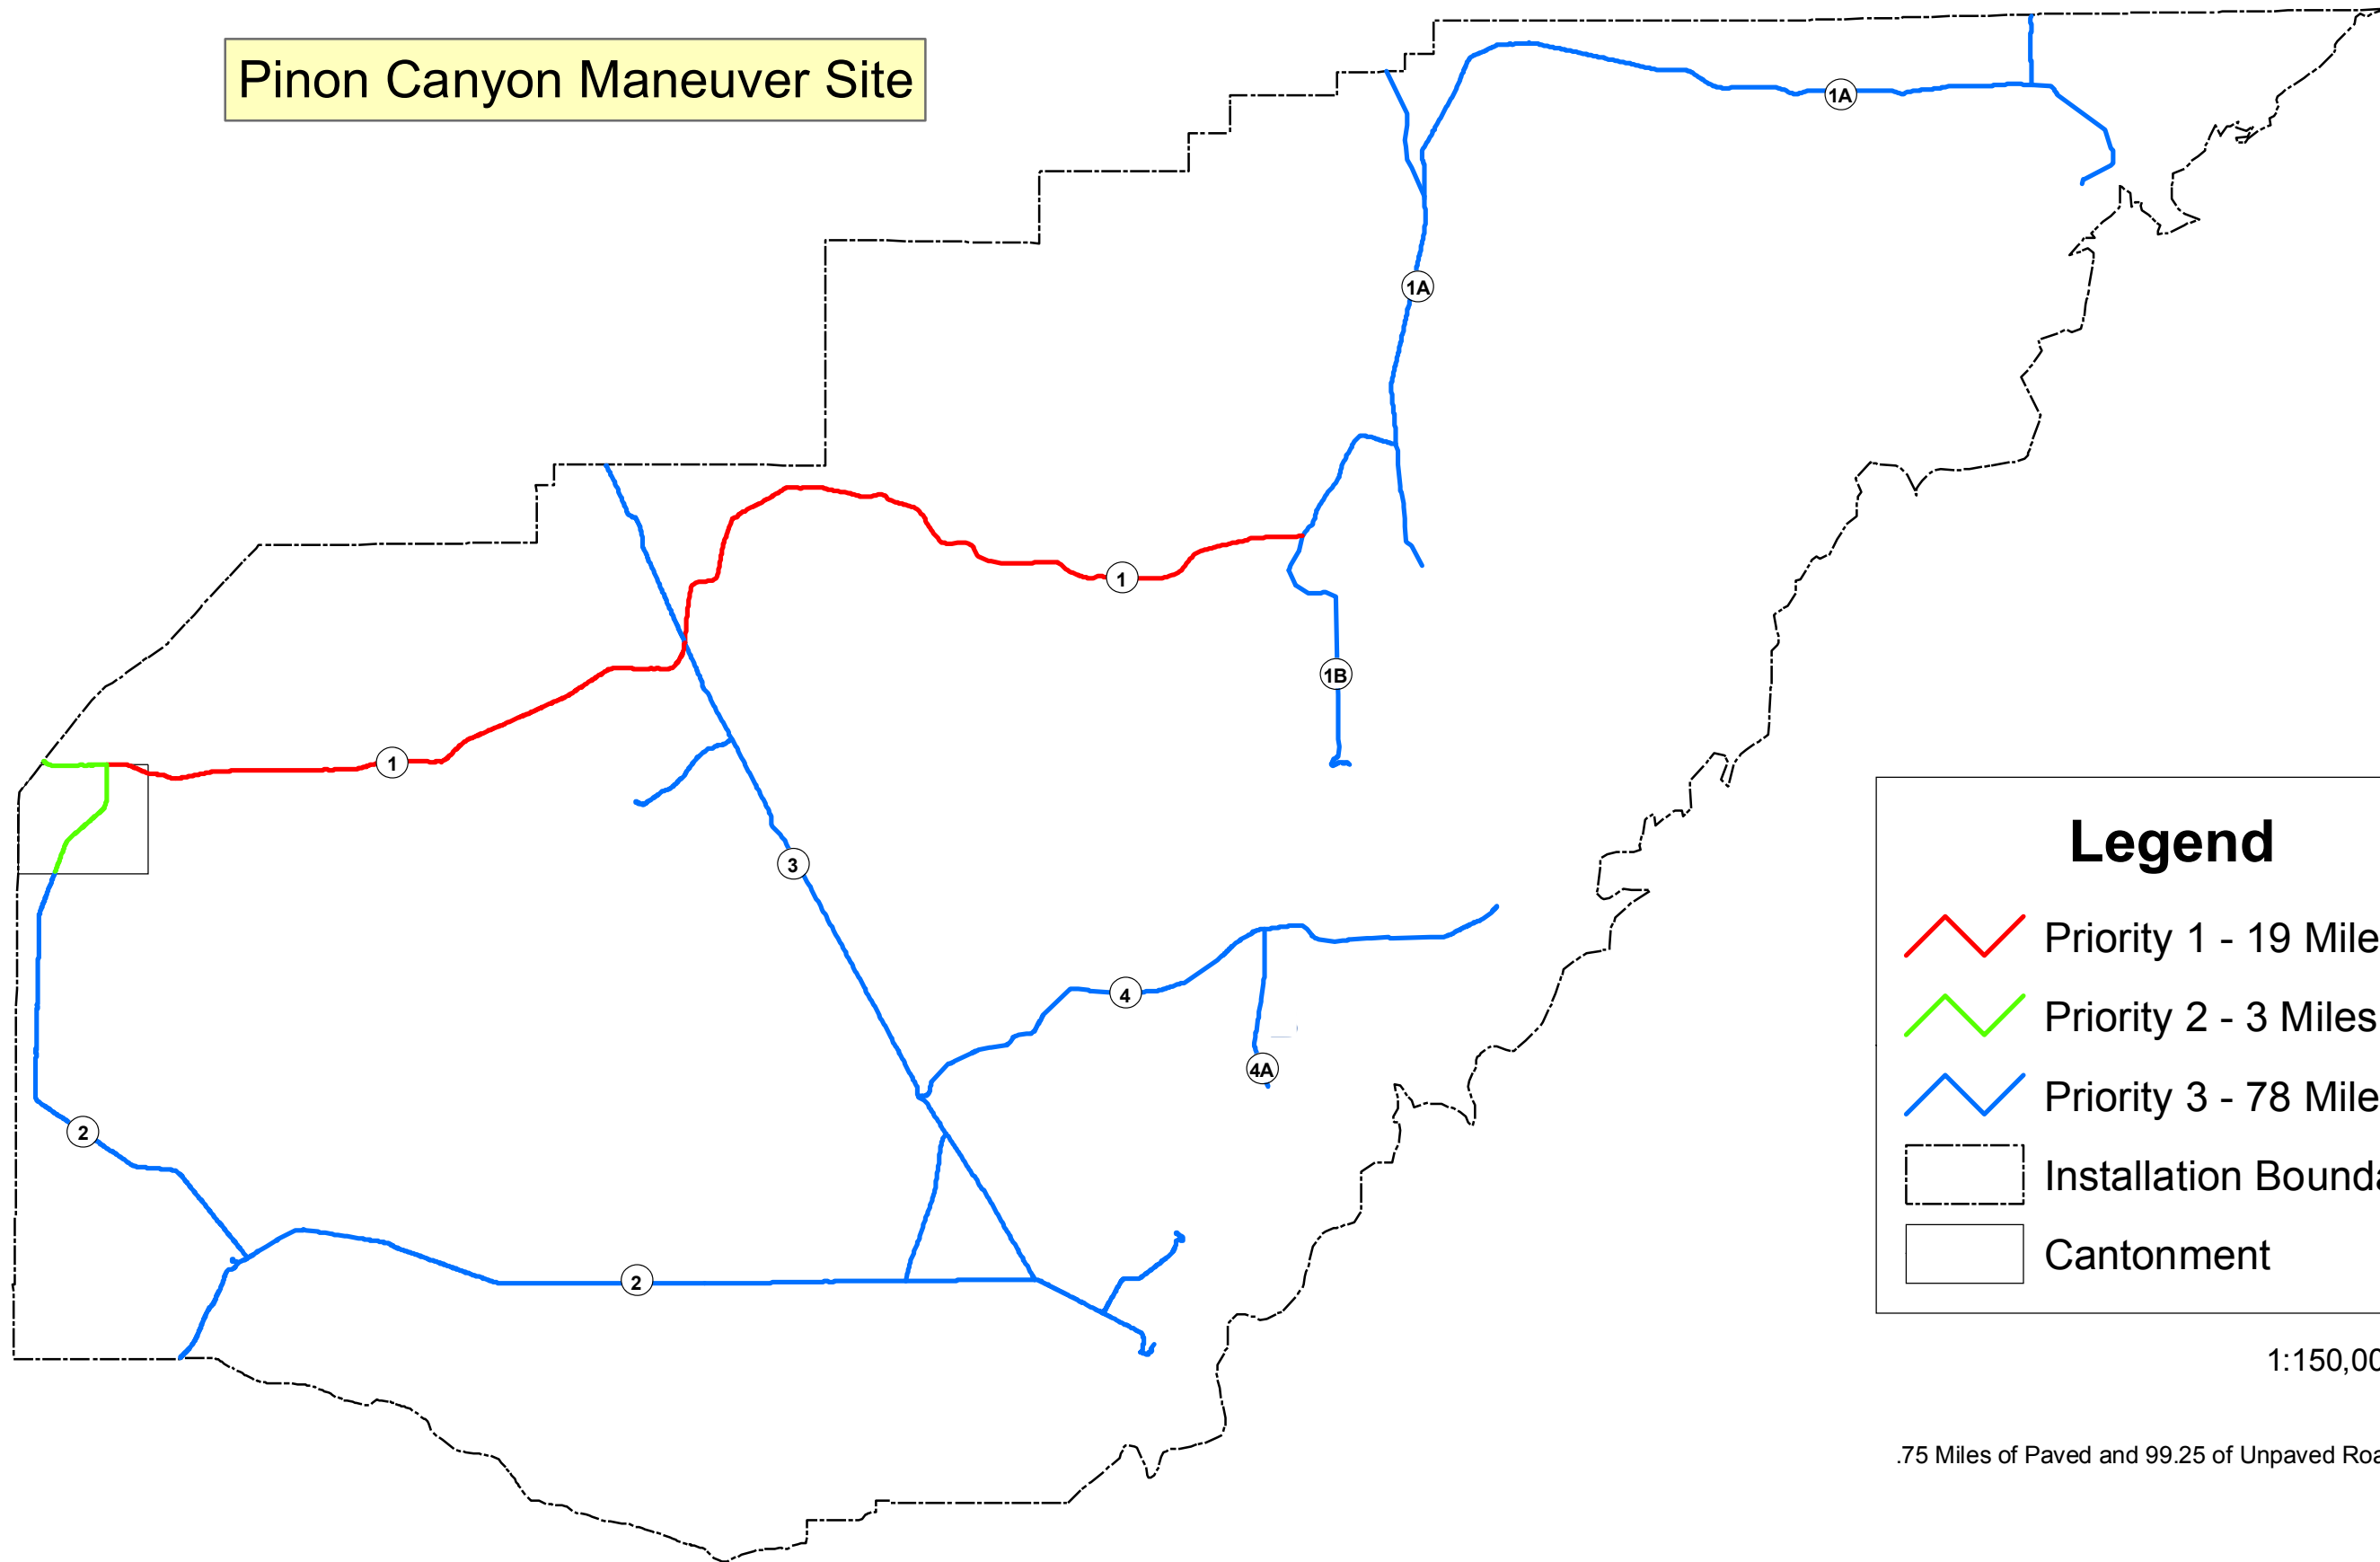 Pinon Canyon Maneuver Site
1A
1A
1
1B
1
3
4
4A
2
2
Legend
Priority 1 - 19 Mile
Priority 2 - 3 Miles
Priority 3 - 78 Mile
Installation Bounda
Cantonment
1:150,00
.75 Miles of Paved and 99.25 of Unpaved Roa